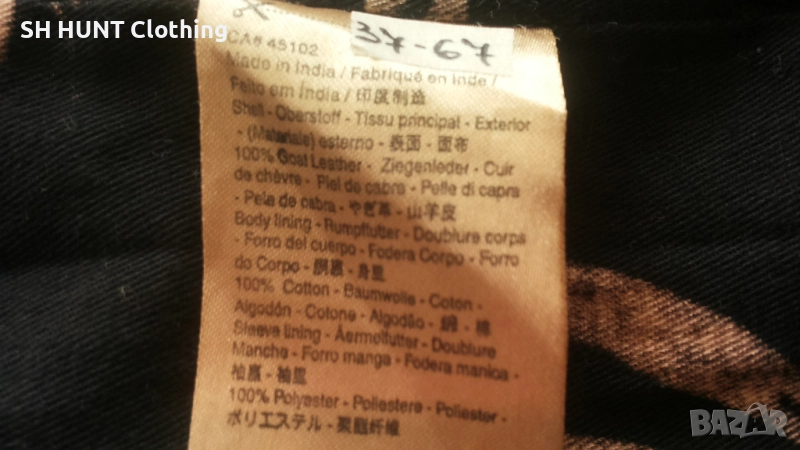 SH HUNT Clothing
CA# 45102
37-67
Made in India / Fabriqué en Inde /
Feito em Índia / 印度制造
Shell - Oberstoff - Tissu principal - Exterior
- (Materiale) esterno - 表面 - 面布
100% Goat Leather - Ziegenleder - Cuir
de chèvre - Piel de cabra - Pelle di capra
- Pele de cabra - やぎ革 - 山羊皮
Body lining - Rumpffutter - Doublure corps
- Forro del cuerpo - Fodera Corpo - Forro
do Corpo - 胴裏 - 身里
100% Cotton - Baumwolle - Coton -
Algodón - Cotone - Algodão - 綿 - 棉
Sleeve lining - Äermelfutter - Doublure
Manche - Forro manga - Fodera manica -
袖裏 - 袖里
100% Polyester - Poliestere - Poliester -
ポリエステル - 聚酯纤维
BAZAR